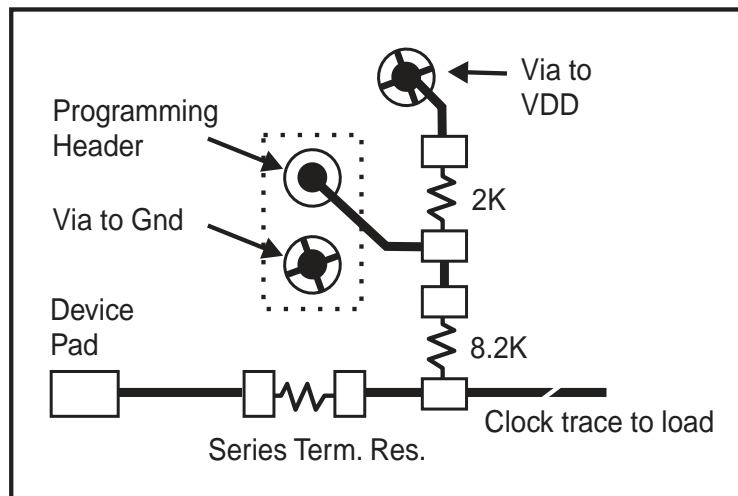 Via to
VDD
Programming
Header
2K
Via to Gnd
Device
Pad
8.2K
Clock trace to load
Series Term. Res.